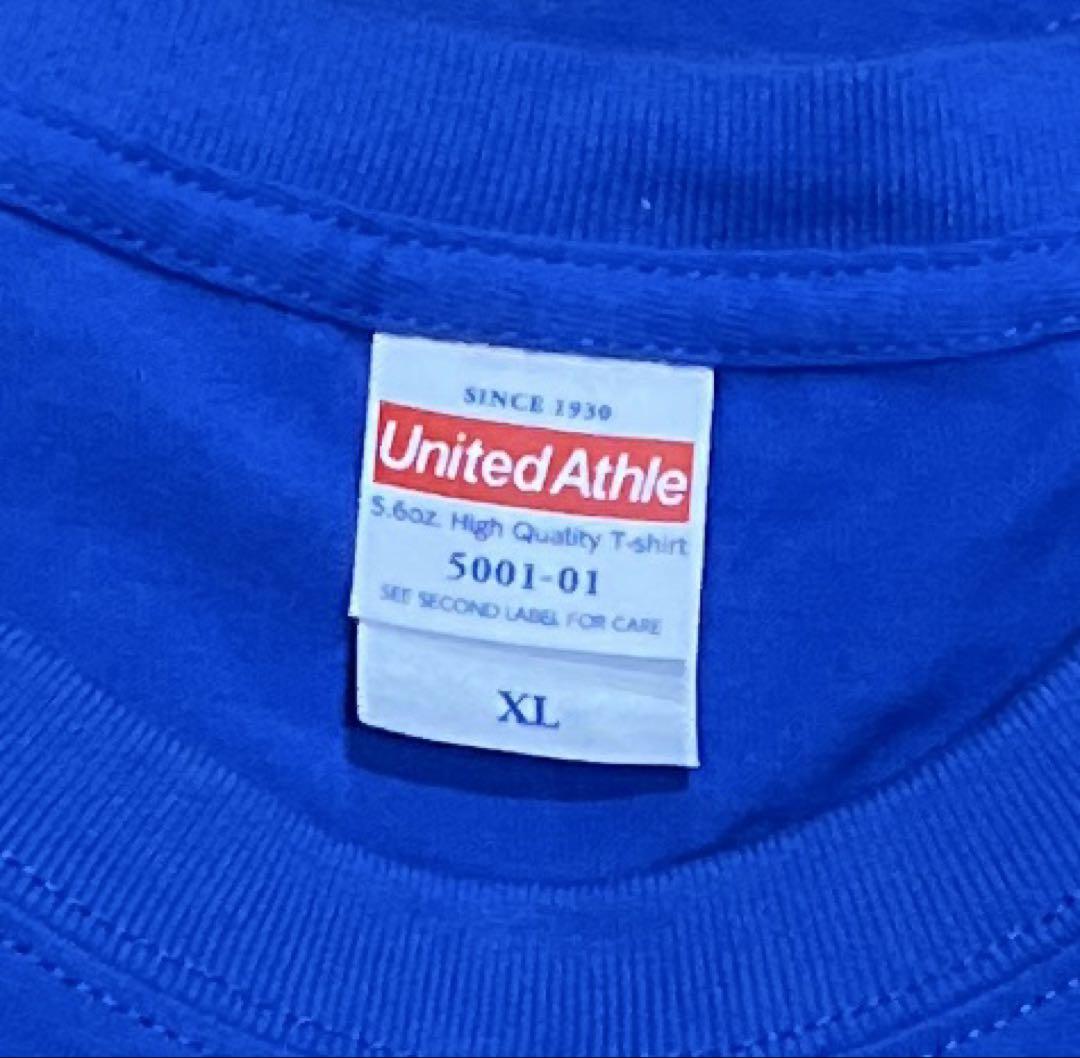 SINCE 1930
United Athle
5.6oz. High Quality T-shirt
5001-01
SEE SECOND LABEL FOR CARE
XL